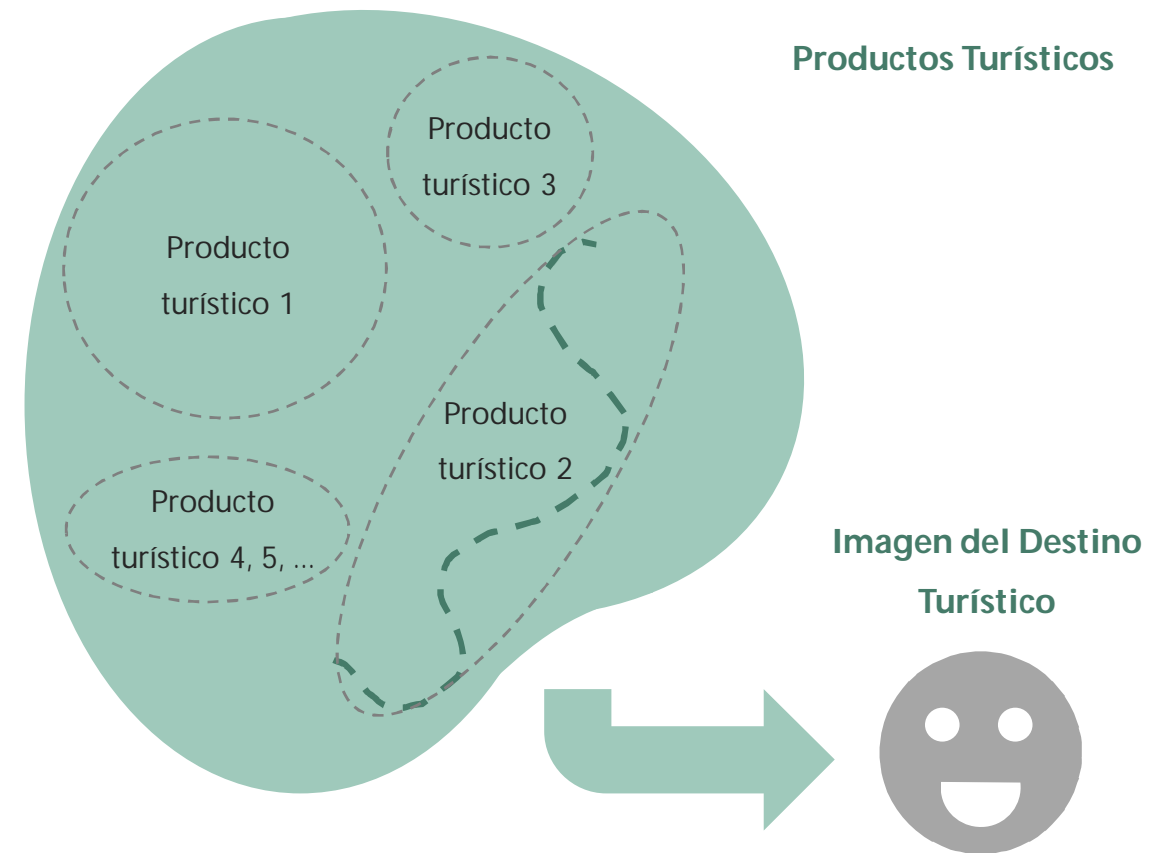 Productos Turísticos
Producto
turístico 3
Producto
turístico 1
Producto
turístico 2
Producto
turístico 4, 5, ...
Imagen del Destino
Turístico